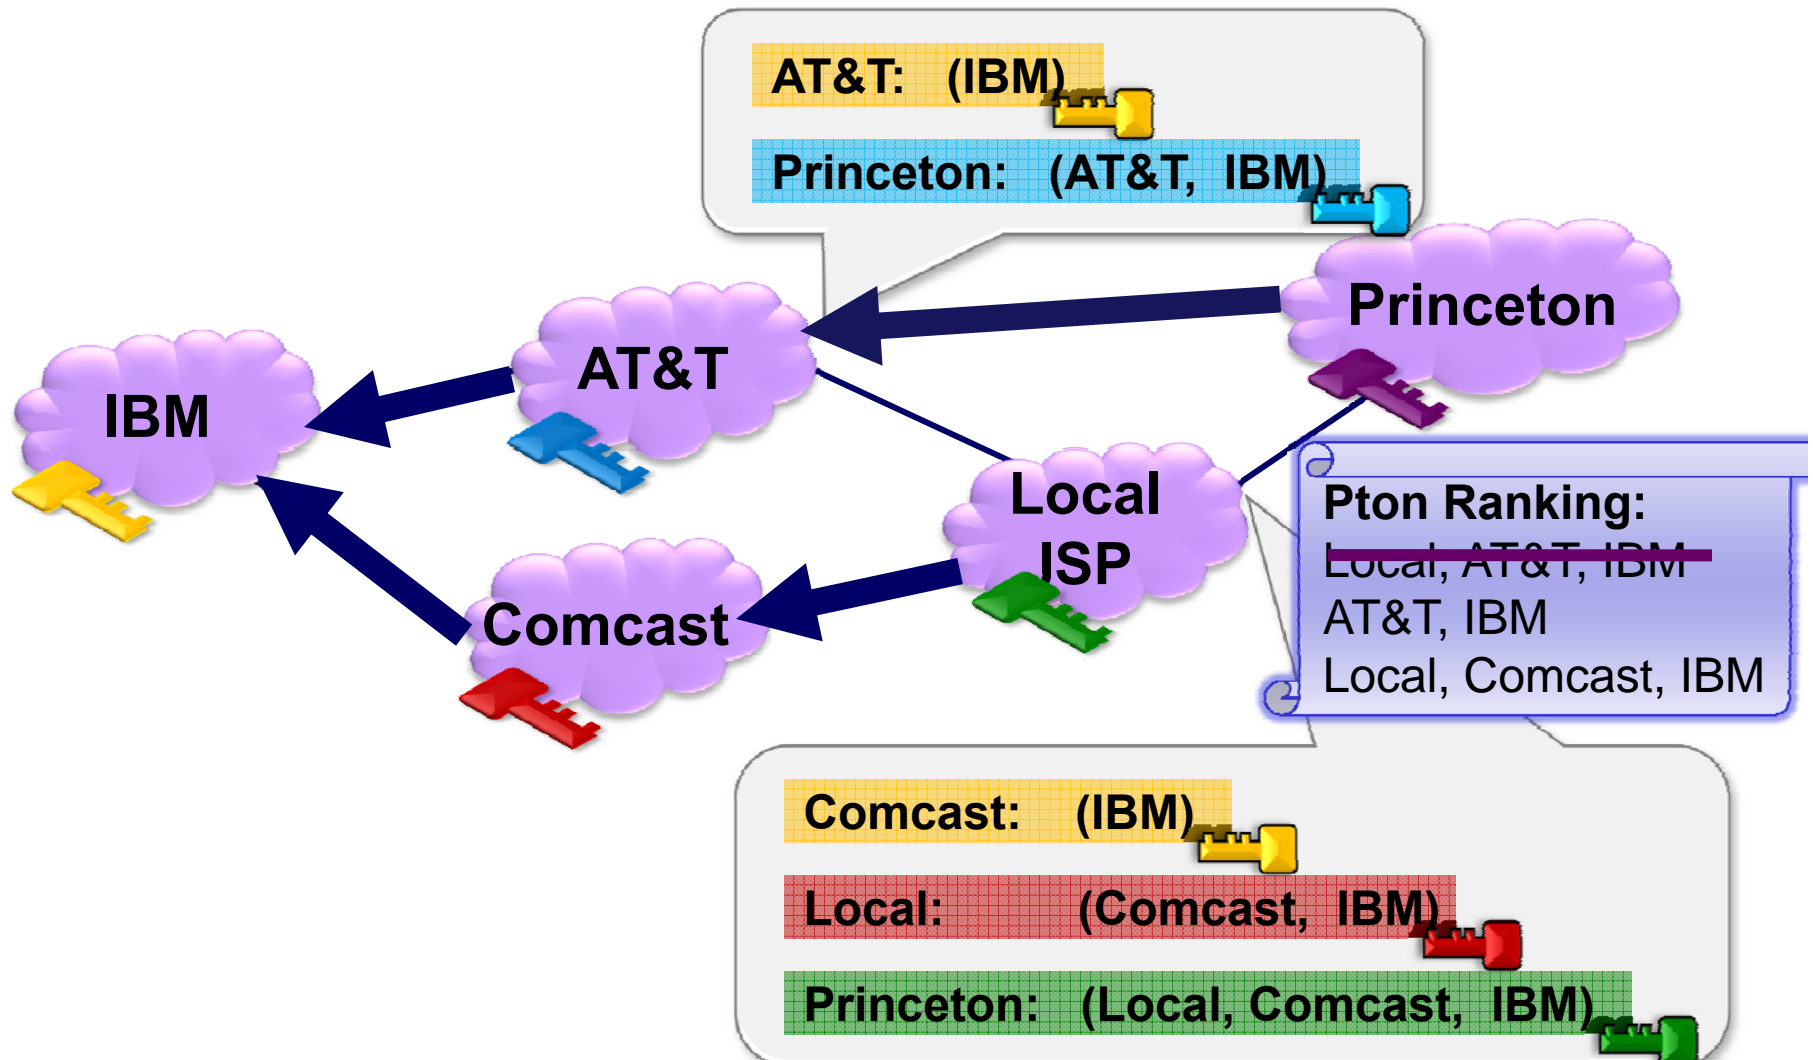 AT&T: (IBM)
Princeton: (AT&T, IBM)
Princeton
AT&T
IBM
Local
ISP
Comcast
Pton Ranking:
Local, AT&T, IBM
AT&T, IBM
Local, Comcast, IBM
Comcast: (IBM)
Local: (Comcast, IBM)
Princeton: (Local, Comcast, IBM)